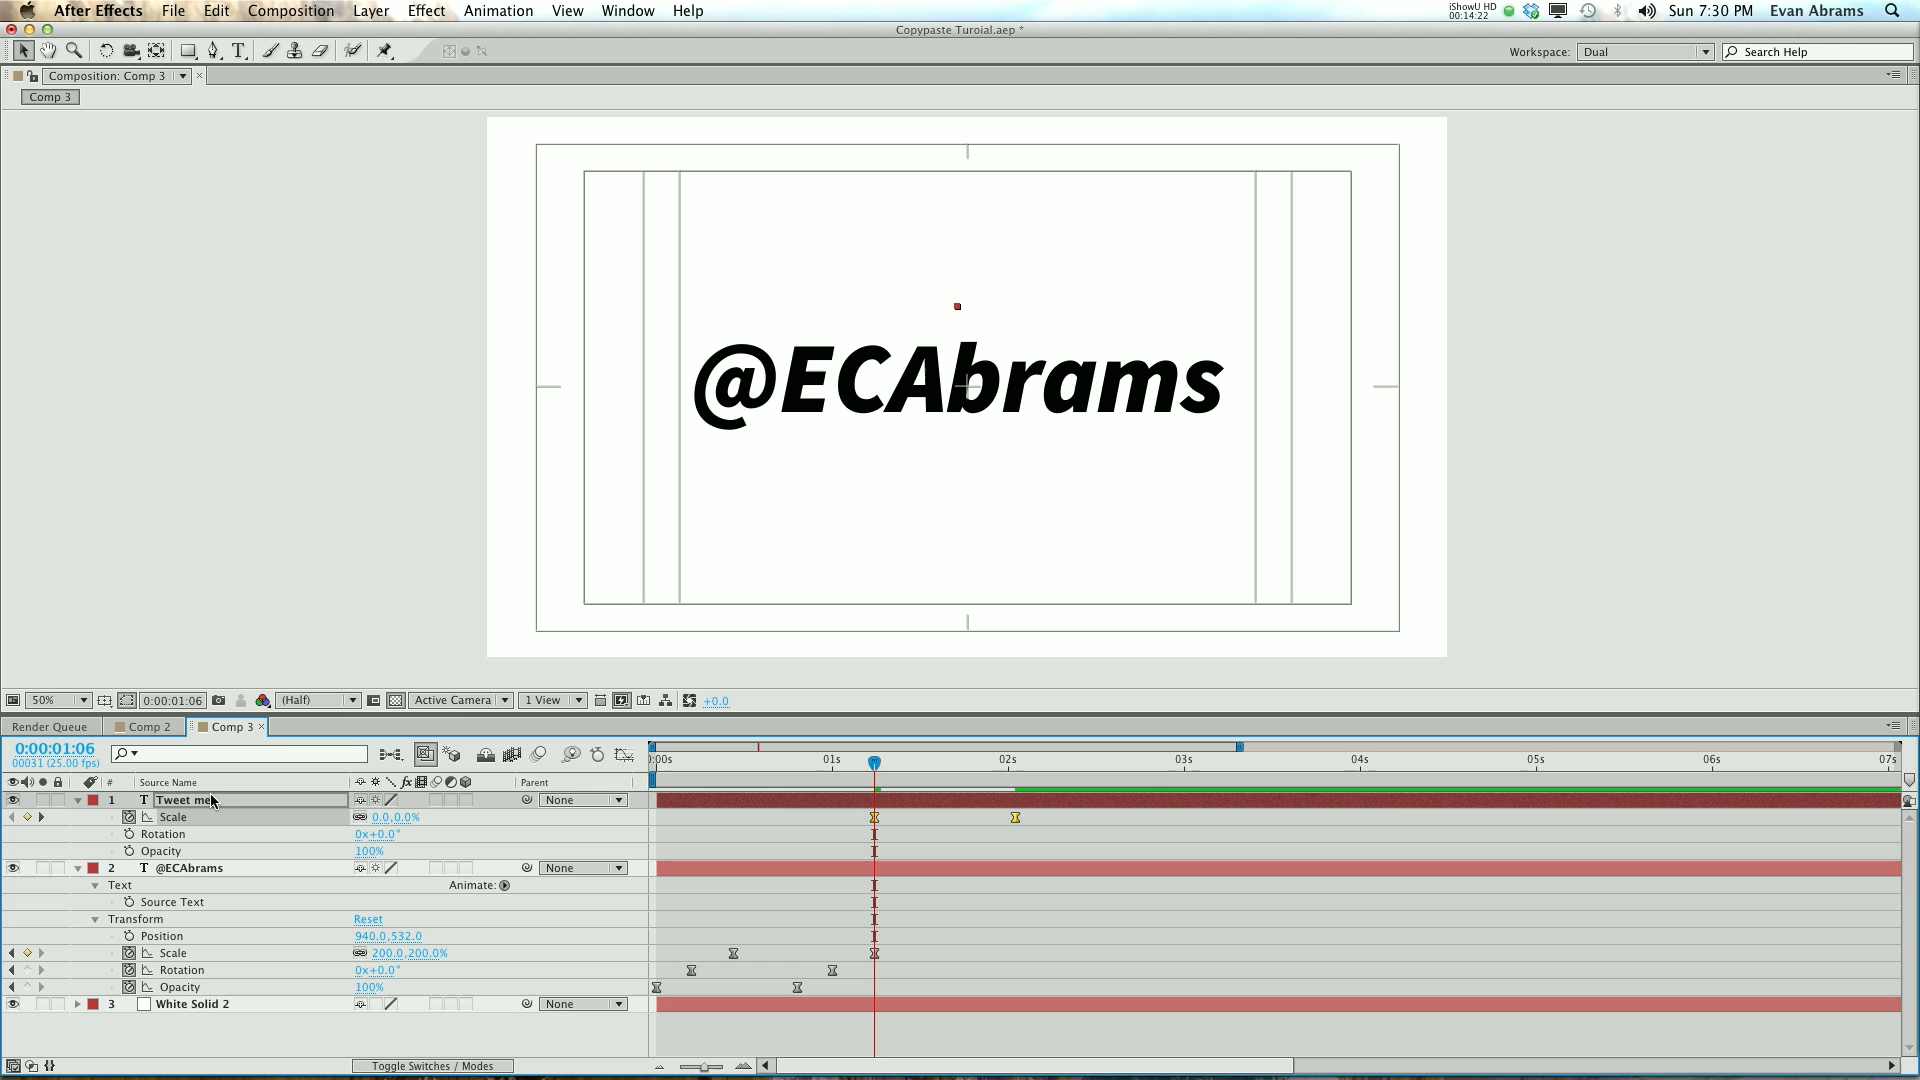 After Effects File Edit Composition Layer Effect Animation View Window Help iShowU HD 00:14:22 Sun 7:30 PM Evan Abrams
Copypaste Turoial.aep *
Workspace: Dual Search Help
Composition: Comp 3
Comp 3
@ECAbrams
50% 0:00:01:06 (Half) Active Camera 1 View +0.0
Render Queue Comp 2 Comp 3
0:00:01:06
00031 (25.00 fps)
0:00s 01s 02s 03s 04s 05s 06s 07s
# Source Name fx Parent
1 T Tweet me None
Scale 0.0,0.0%
Rotation 0x+0.0°
Opacity 100%
2 T @ECAbrams None
Text Animate:
Source Text
Transform Reset
Position 940.0,532.0
Scale 200.0,200.0%
Rotation 0x+0.0°
Opacity 100%
3 White Solid 2 None
Toggle Switches / Modes